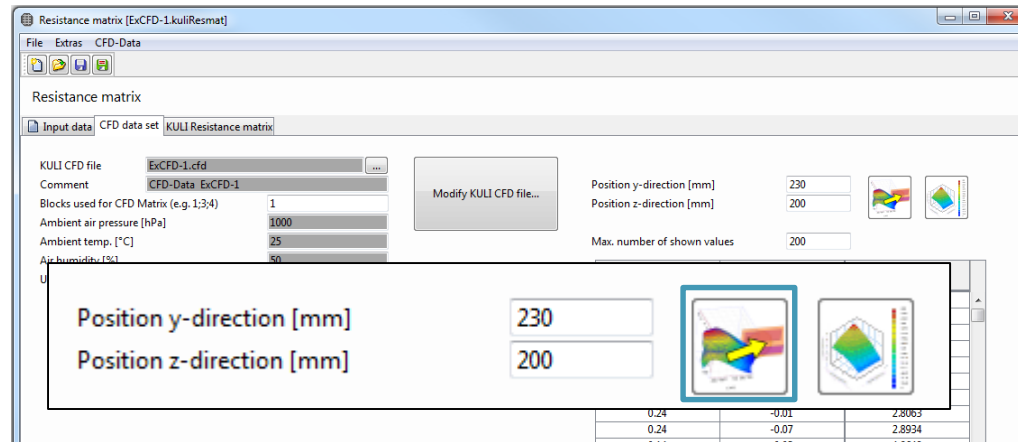 Resistance matrix [ExCFD-1.kuliResmat]
File Extras CFD-Data
Resistance matrix
Input data CFD data set KULI Resistance matrix
KULI CFD file ExCFD-1.cfd ...
Comment CFD-Data ExCFD-1
Blocks used for CFD Matrix (e.g. 1;3;4) 1
Ambient air pressure [hPa] 1000
Ambient temp. [°C] 25
Air humidity [%] 50
Modify KULI CFD file...
Position y-direction [mm] 230
Position z-direction [mm] 200
Max. number of shown values 200
Position y-direction [mm] 230
Position z-direction [mm] 200
0.24 -0.01 2.8063
0.24 -0.07 2.8934